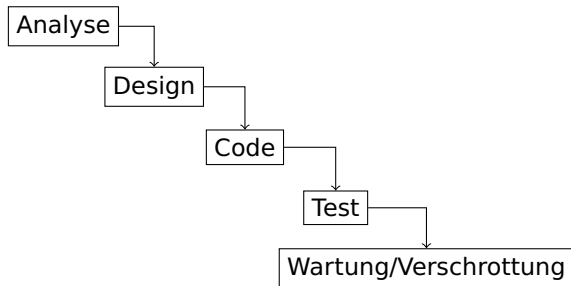 Analyse
Design
Code
Test
Wartung/Verschrottung